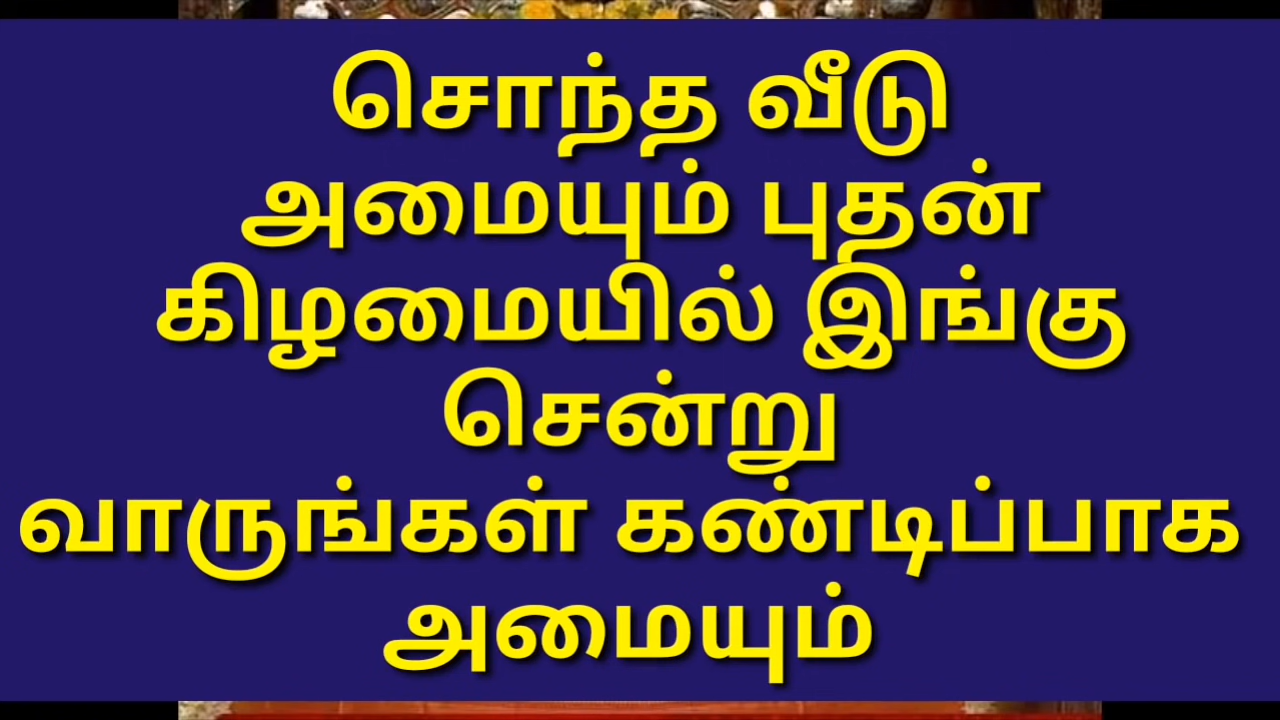 சொந்த வீடு
அமையும் புதன்
கிழமையில் இங்கு
சென்று
வாருங்கள் கண்டிப்பாக
அமையும்